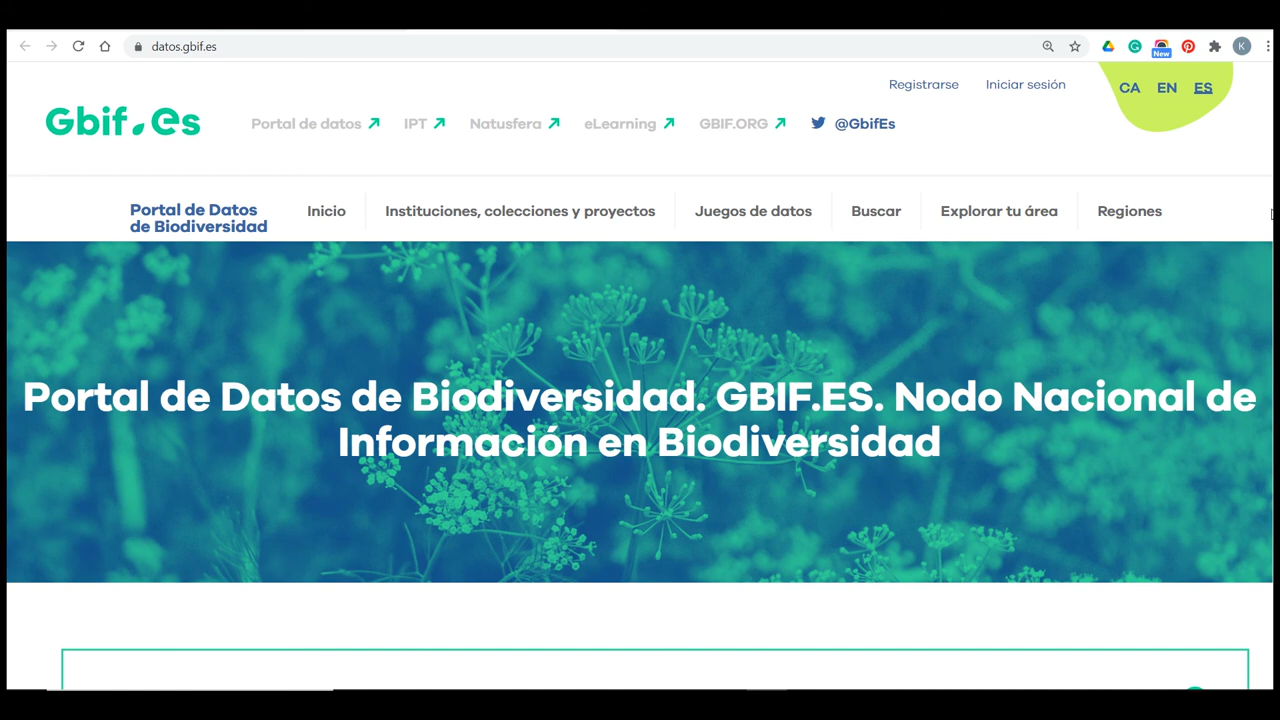 datos.gbif.es
New
K
Registrarse Iniciar sesión
CA EN ES
Gbif.es
Portal de datos IPT Natusfera eLearning GBIF.ORG @GbifEs
Portal de Datos
de Biodiversidad
Inicio Instituciones, colecciones y proyectos Juegos de datos Buscar Explorar tu área Regiones
Portal de Datos de Biodiversidad. GBIF.ES. Nodo Nacional de
Información en Biodiversidad